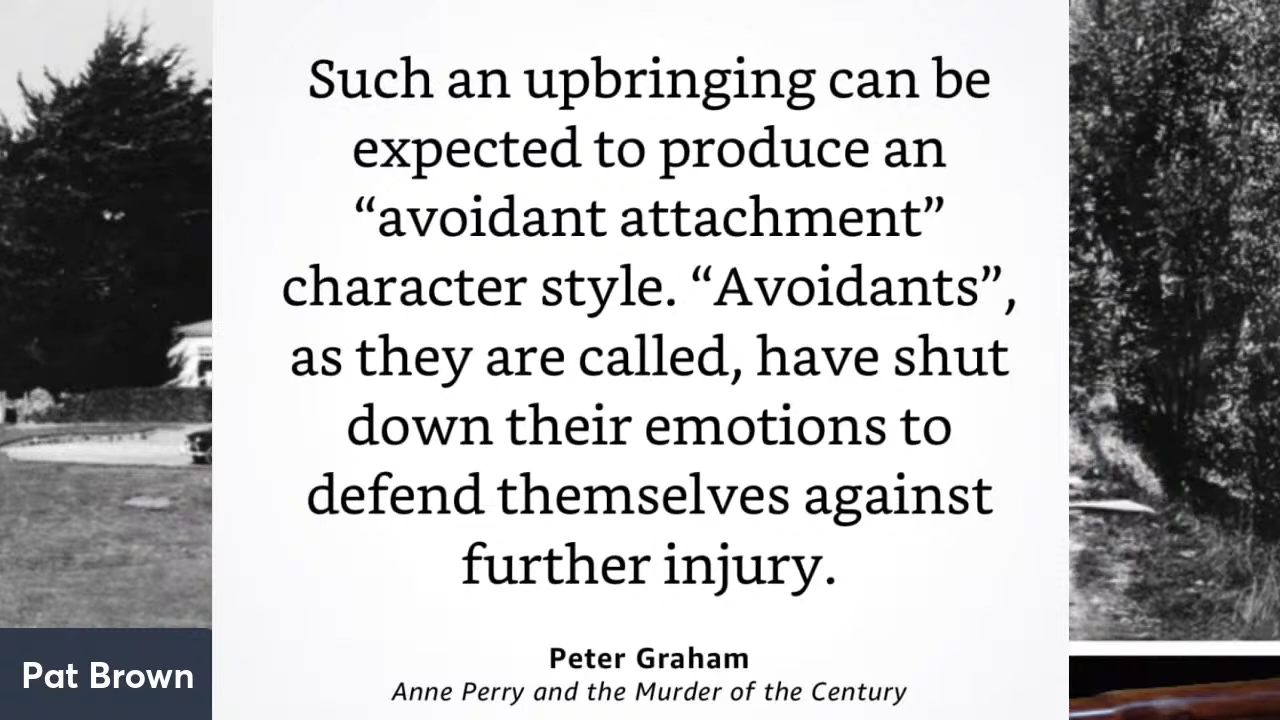 Such an upbringing can be
expected to produce an
“avoidant attachment”
character style. “Avoidants”,
as they are called, have shut
down their emotions to
defend themselves against
further injury.
Peter Graham
Anne Perry and the Murder of the Century
Pat Brown